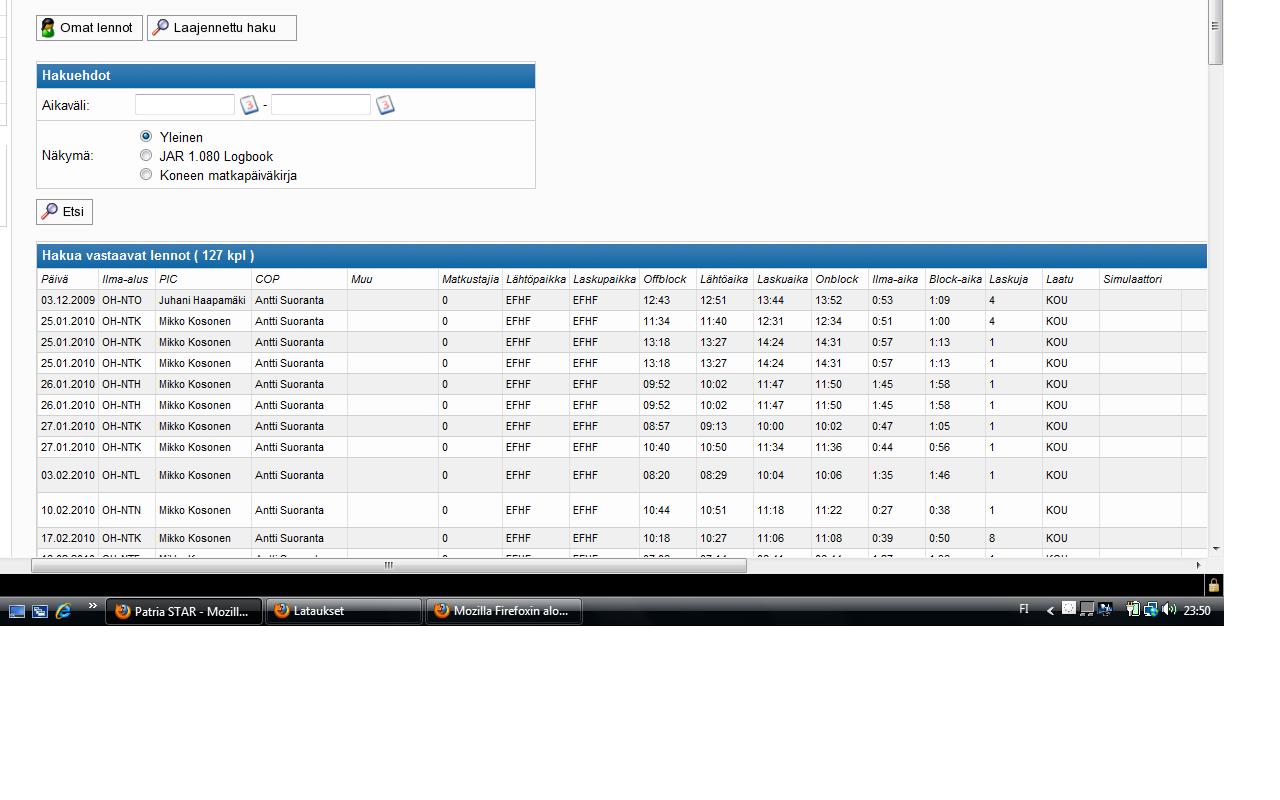 Omat lennot Laajennettu haku
Hakuehdot
Aikaväli: 3 - 3
Näkymä:
Yleinen
JAR 1.080 Logbook
Koneen matkapäiväkirja
Etsi
Hakua vastaavat lennot ( 127 kpl )
Päivä Ilma-alus PIC COP Muu Matkustajia Lähtöpaikka Laskupaikka Offblock Lähtöaika Laskuaika Onblock Ilma-aika Block-aika Laskuja Laatu Simulaattori
03.12.2009 OH-NTO Juhani Haapamäki Antti Suoranta 0 EFHF EFHF 12:43 12:51 13:44 13:52 0:53 1:09 4 KOU
25.01.2010 OH-NTK Mikko Kosonen Antti Suoranta 0 EFHF EFHF 11:34 11:40 12:31 12:34 0:51 1:00 4 KOU
25.01.2010 OH-NTK Mikko Kosonen Antti Suoranta 0 EFHF EFHF 13:18 13:27 14:24 14:31 0:57 1:13 1 KOU
25.01.2010 OH-NTK Mikko Kosonen Antti Suoranta 0 EFHF EFHF 13:18 13:27 14:24 14:31 0:57 1:13 1 KOU
26.01.2010 OH-NTH Mikko Kosonen Antti Suoranta 0 EFHF EFHF 09:52 10:02 11:47 11:50 1:45 1:58 1 KOU
26.01.2010 OH-NTH Mikko Kosonen Antti Suoranta 0 EFHF EFHF 09:52 10:02 11:47 11:50 1:45 1:58 1 KOU
27.01.2010 OH-NTK Mikko Kosonen Antti Suoranta 0 EFHF EFHF 08:57 09:13 10:00 10:02 0:47 1:05 1 KOU
27.01.2010 OH-NTK Mikko Kosonen Antti Suoranta 0 EFHF EFHF 10:40 10:50 11:34 11:36 0:44 0:56 1 KOU
03.02.2010 OH-NTL Mikko Kosonen Antti Suoranta 0 EFHF EFHF 08:20 08:29 10:04 10:06 1:35 1:46 1 KOU
10.02.2010 OH-NTN Mikko Kosonen Antti Suoranta 0 EFHF EFHF 10:44 10:51 11:18 11:22 0:27 0:38 1 KOU
17.02.2010 OH-NTK Mikko Kosonen Antti Suoranta 0 EFHF EFHF 10:18 10:27 11:06 11:08 0:39 0:50 8 KOU
Patria STAR - Mozill... Lataukset Mozilla Firefoxin alo... FI 23:50